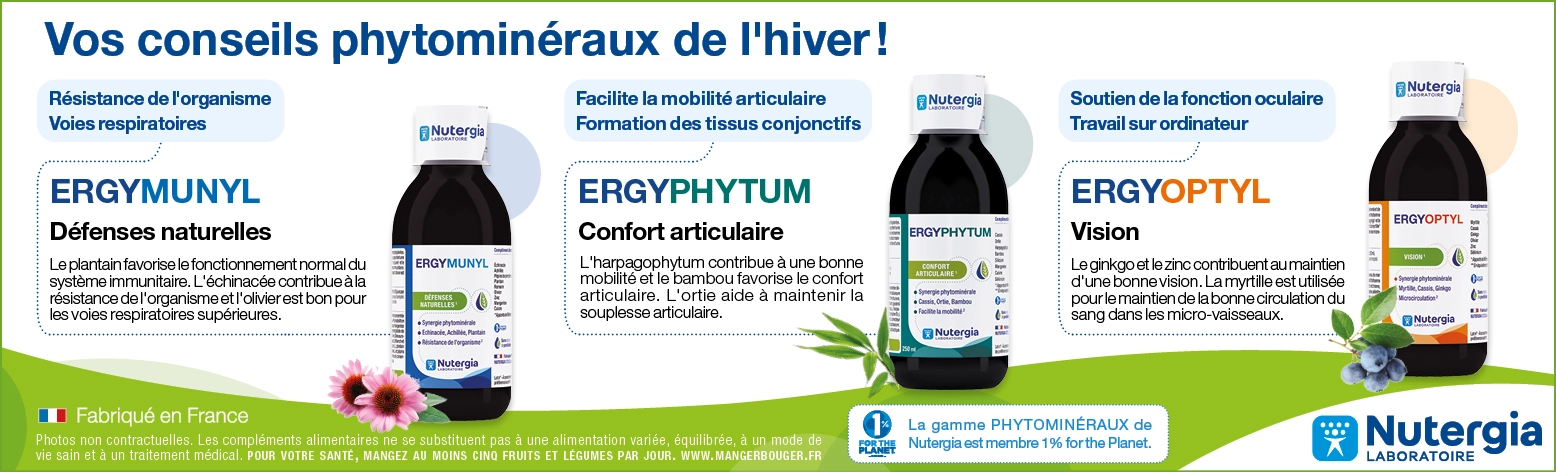 Vos conseils phytominéraux de l'hiver !
Résistance de l'organisme
Voies respiratoires
ERGYMUNYL
Défenses naturelles
Le plantain favorise le fonctionnement normal du
système immunitaire. L'échinacée contribue à la
résistance de l'organisme et l'olivier est bon pour
les voies respiratoires supérieures.
Nutergia
LABORATOIRE
ERGYMUNYL
DÉFENSES
NATURELLES
• Synergie phytominérale
• Echinacée, Achillée, Plantain
• Résistance de l'organisme
Nutergia
LABORATOIRE
Facilite la mobilité articulaire
Formation des tissus conjonctifs
ERGYPHYTUM
Confort articulaire
L'harpagophytum contribue à une bonne
mobilité et le bambou favorise le confort
articulaire. L'ortie aide à maintenir la
souplesse articulaire.
Nutergia
LABORATOIRE
ERGYPHYTUM
CONFORT
ARTICULAIRE
• Synergie phytominérale
• Cassis, Ortie, Bambou
• Facilite la mobilité
Nutergia
LABORATOIRE
250 ml
Soutien de la fonction oculaire
Travail sur ordinateur
ERGYOPTYL
Vision
Le ginkgo et le zinc contribuent au maintien
d'une bonne vision. La myrtille est utilisée
pour le maintien de la bonne circulation du
sang dans les micro-vaisseaux.
Nutergia
LABORATOIRE
ERGYOPTYL
VISION
• Synergie phytominérale
• Myrtille, Cassis, Ginkgo
• Microcirculation
Nutergia
LABORATOIRE
Fabriqué en France
Photos non contractuelles. Les compléments alimentaires ne se substituent pas à une alimentation variée, équilibrée, à un mode de
vie sain et à un traitement médical. POUR VOTRE SANTÉ, MANGEZ AU MOINS CINQ FRUITS ET LÉGUMES PAR JOUR. WWW.MANGERBOUGER.FR
1%
FOR THE
PLANET
La gamme PHYTOMINÉRAUX de
Nutergia est membre 1% for the Planet.
Nutergia
LABORATOIRE